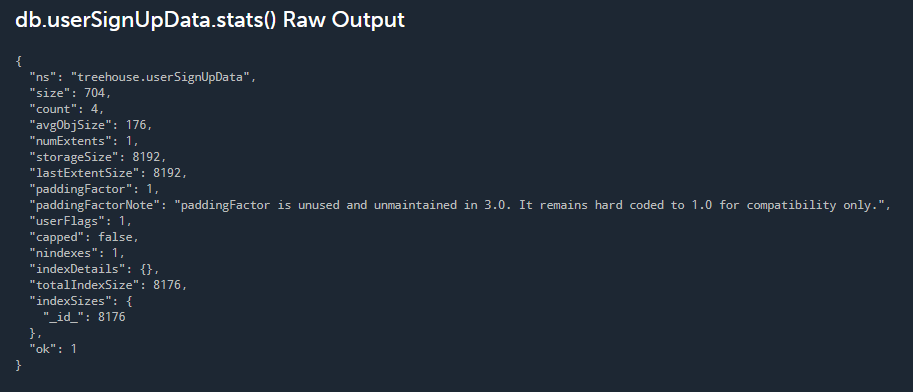 db.userSignUpData.stats() Raw Output
{
  "ns": "treehouse.userSignUpData",
  "size": 704,
  "count": 4,
  "avgObjSize": 176,
  "numExtents": 1,
  "storageSize": 8192,
  "lastExtentSize": 8192,
  "paddingFactor": 1,
  "paddingFactorNote": "paddingFactor is unused and unmaintained in 3.0. It remains hard coded to 1.0 for compatibility only.",
  "userFlags": 1,
  "capped": false,
  "nindexes": 1,
  "indexDetails": {},
  "totalIndexSize": 8176,
  "indexSizes": {
    "_id_": 8176
  },
  "ok": 1
}